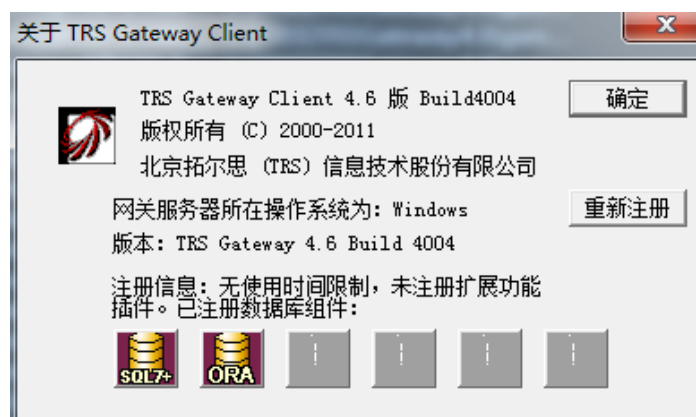 关于 TRS Gateway Client
TRS Gateway Client 4.6 版 Build4004
确定
版权所有 (C) 2000-2011
北京拓尔思 (TRS) 信息技术股份有限公司
网关服务器所在操作系统为: Windows
重新注册
版本: TRS Gateway 4.6 Build 4004
注册信息: 无使用时间限制, 未注册扩展功能
插件。已注册数据库组件:
SQL7+ ORA